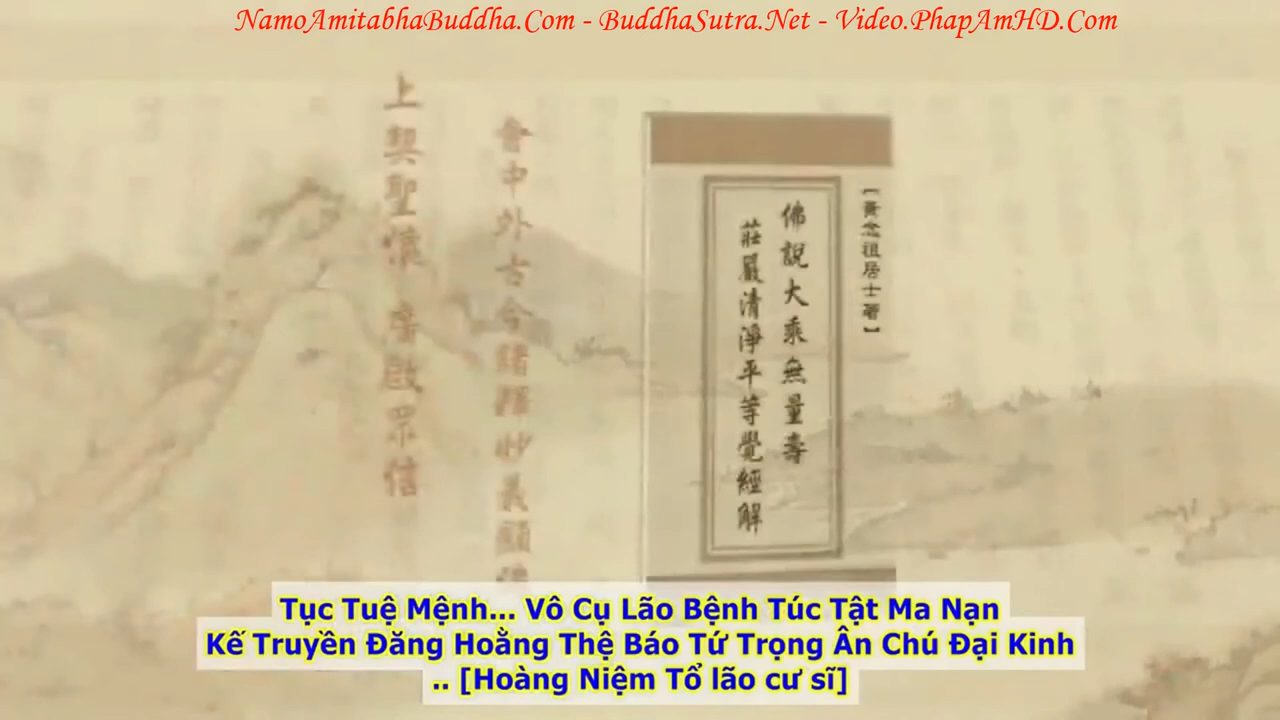 NamoAmitabhaBuddha.Com - BuddhaSutra.Net - Video.PhapAmHD.Com
【黃念祖居士著】
佛說大乘無量壽
莊嚴清淨平等覺經解
會中外古今諸釋妙義顯
上契聖懷 廣啟眾信
Tục Tuệ Mệnh... Vô Cụ Lão Bệnh Túc Tật Ma Nạn
Kế Truyền Đăng Hoằng Thệ Báo Tứ Trọng Ân Chú Đại Kinh
.. [Hoàng Niệm Tổ lão cư sĩ]